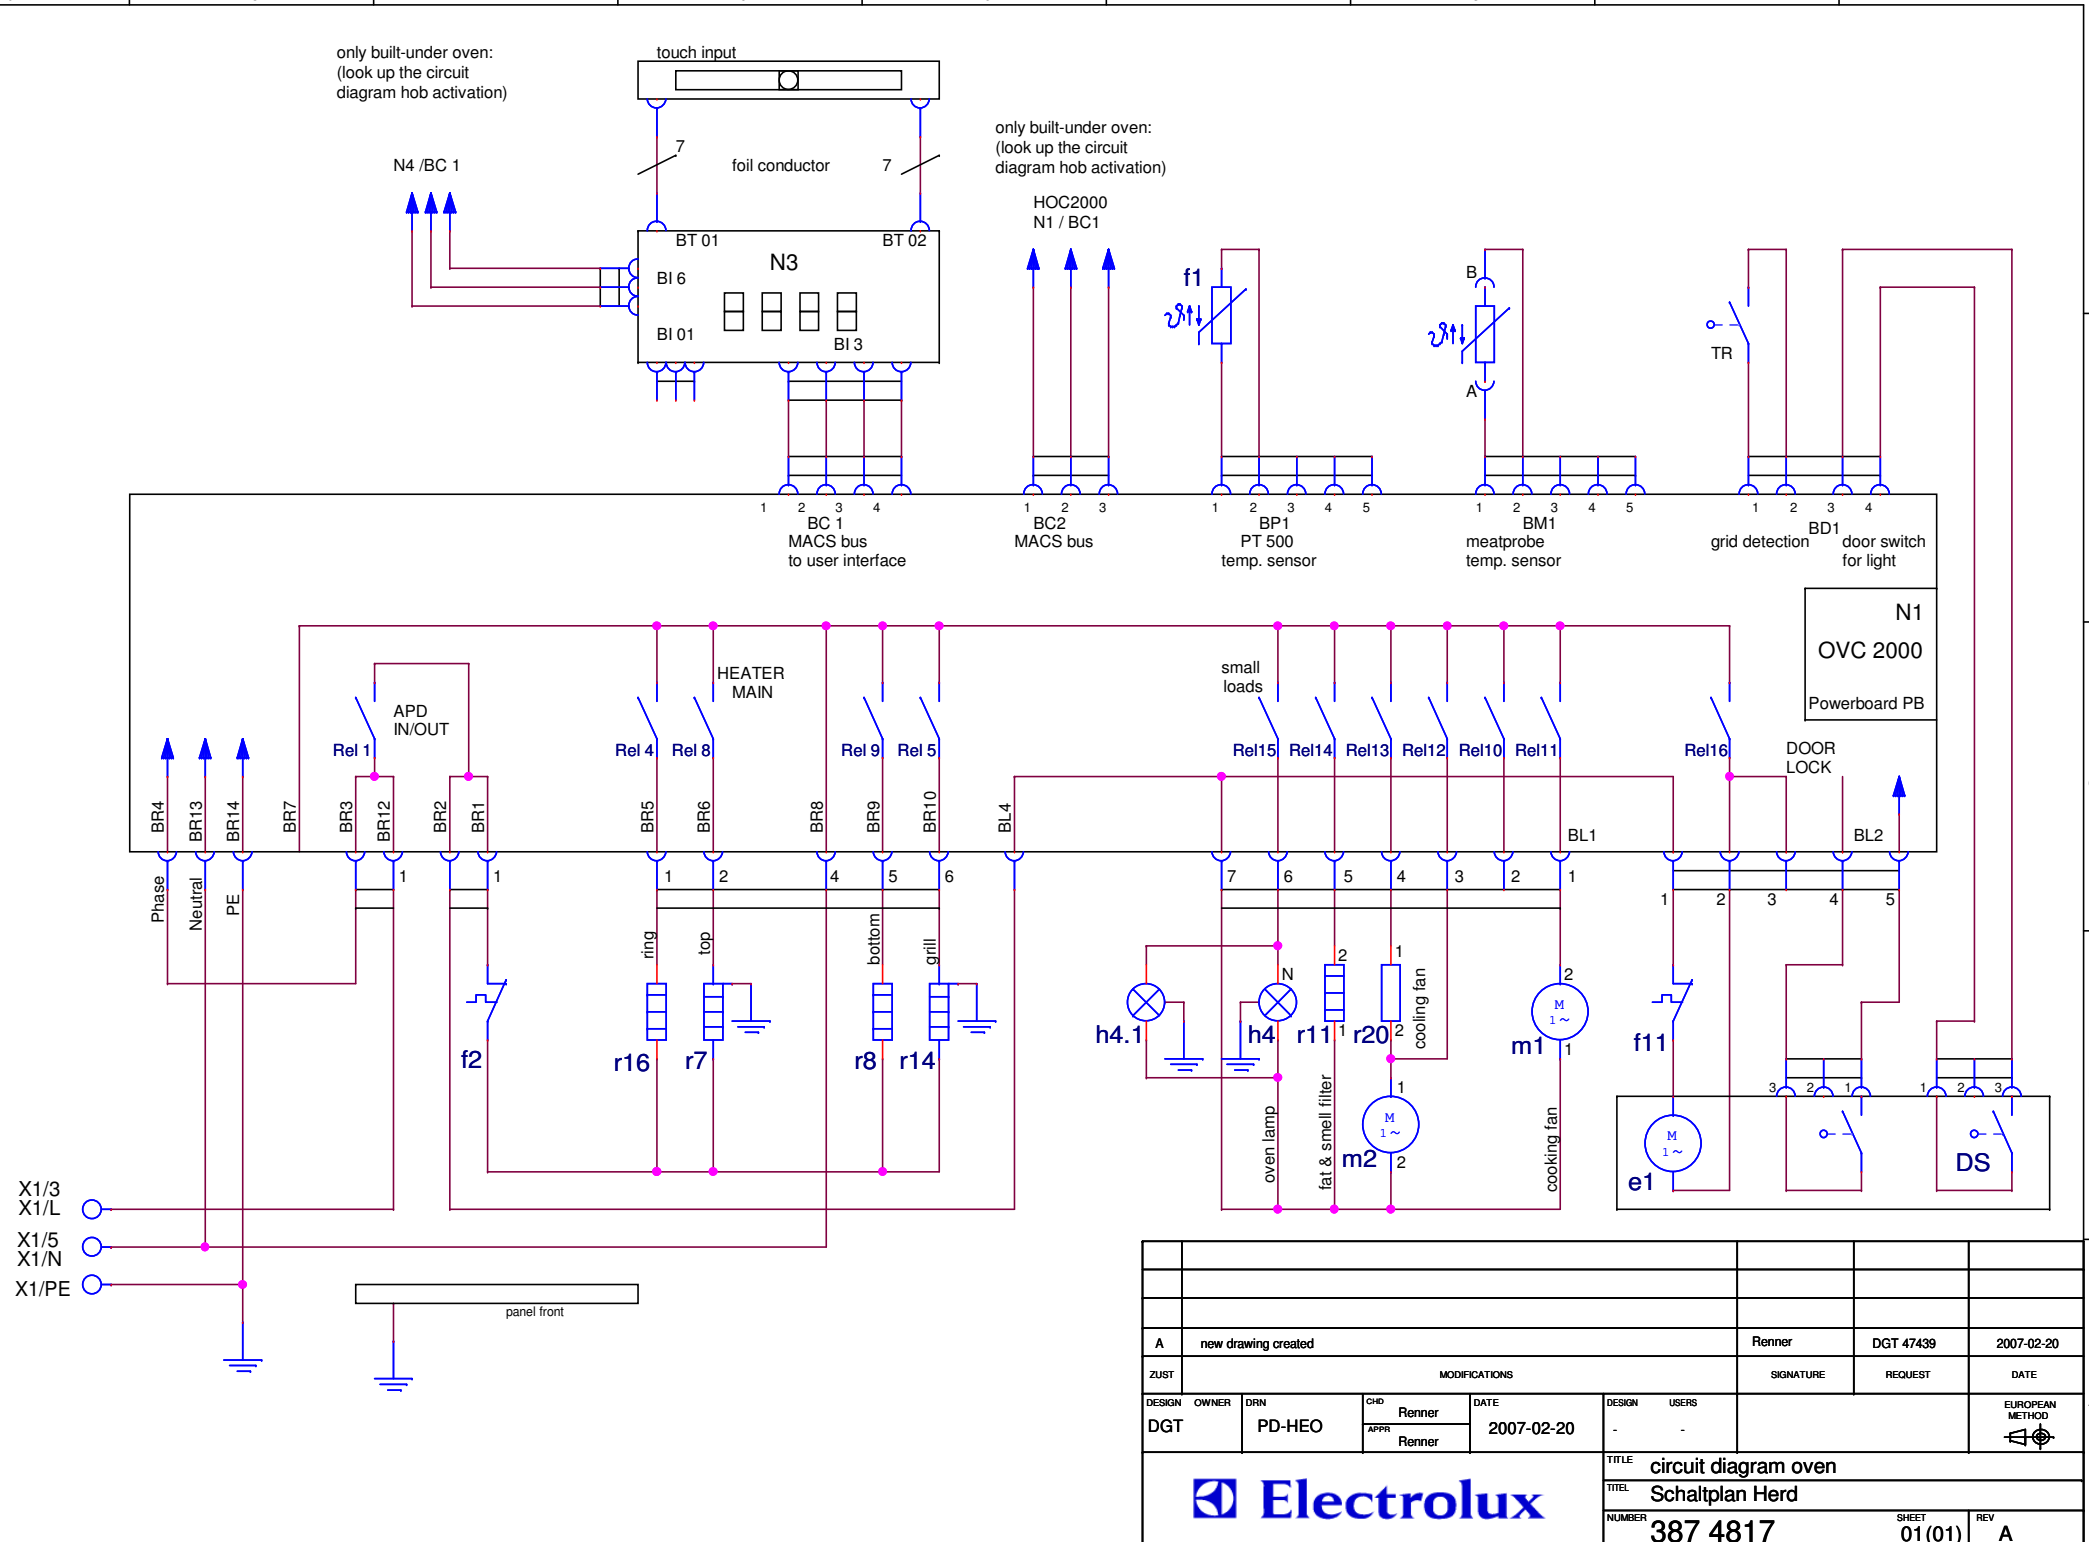 only built-under oven:
(look up the circuit
diagram hob activation)
touch input
only built-under oven:
(look up the circuit
diagram hob activation)
N4 /BC 1
7
foil conductor
7
HOC2000
N1 / BC1
BT 01
BT 02
N3
BI 6
BI 01
BI 3
f1
B
A
TR
1 2 3 4
BC 1
MACS bus
to user interface
1 2 3
BC2
MACS bus
1 2 3 4 5
BP1
PT 500
temp. sensor
1 2 3 4 5
BM1
meatprobe
temp. sensor
1 2 3 4
BD1
grid detection
door switch
for light
N1
OVC 2000
Powerboard PB
HEATER
MAIN
small
loads
APD
IN/OUT
Rel 1
Rel 4
Rel 8
Rel 9
Rel 5
Rel15
Rel14
Rel13
Rel12
Rel10
Rel11
Rel16
DOOR
LOCK
BR4
BR13
BR14
BR7
BR3
BR12
BR2
BR1
BR5
BR6
BR8
BR9
BR10
BL4
BL1
BL2
Phase
Neutral
PE
1
1
1 2 4 5 6
7 6 5 4 3 2 1
1 2 3 4 5
ring
top
bottom
grill
f2
r16
r7
r8
r14
h4.1
N
h4
2
r11
1
1
r20
2
cooling fan
2
M
1~
m1
1
f11
1
M
1~
m2
2
oven lamp
fat & smell filter
cooking fan
3 2 1
1 2 3
M
1~
e1
DS
X1/3
X1/L
X1/5
X1/N
X1/PE
panel front
A new drawing created Renner DGT 47439 2007-02-20
ZUST MODIFICATIONS SIGNATURE REQUEST DATE
DESIGN OWNER
DGT
DRN
PD-HEO
CHD
Renner
APPR
Renner
DATE
2007-02-20
DESIGN USERS
- -
EUROPEAN
METHOD
Electrolux
TITLE circuit diagram oven
TITEL Schaltplan Herd
NUMBER 387 4817
SHEET 01(01)
REV A